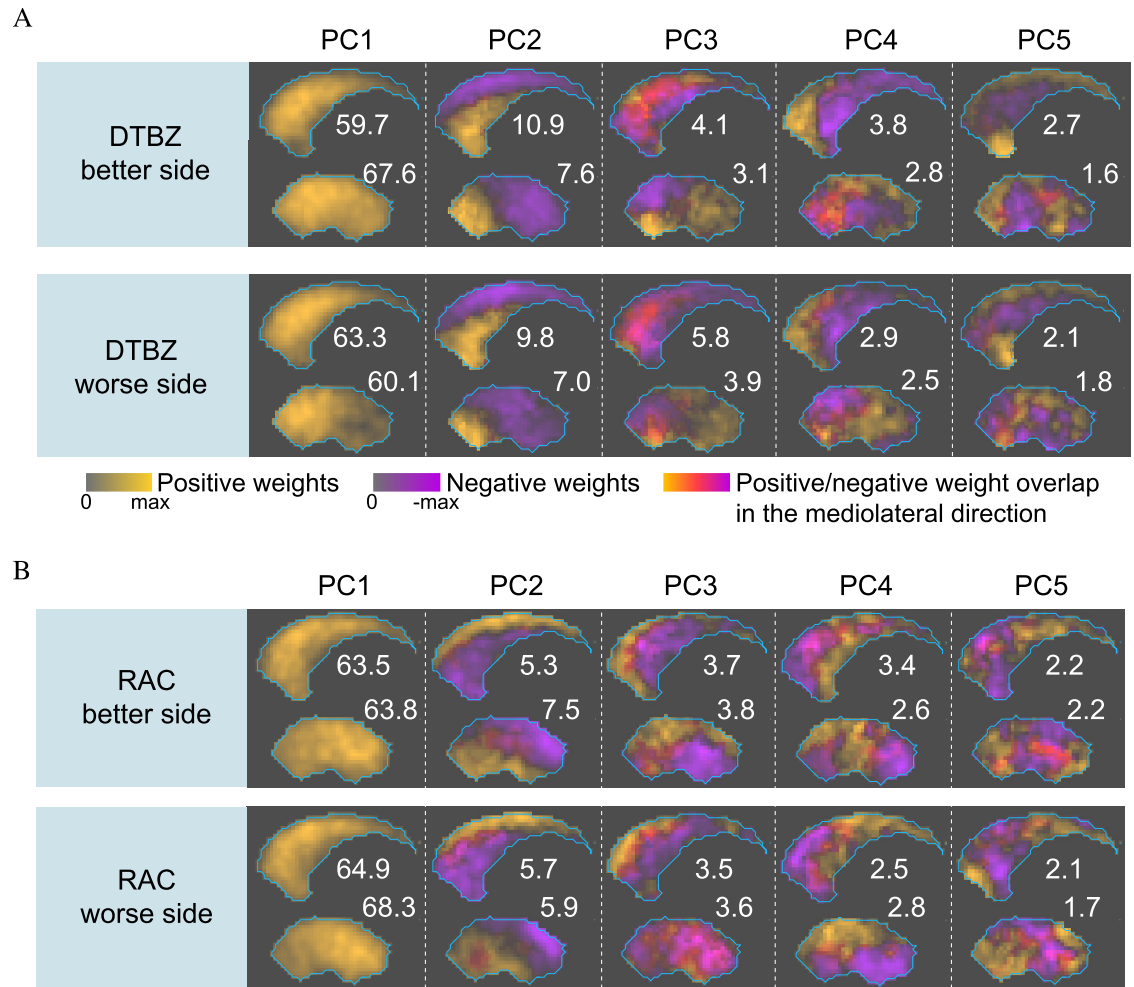 A
PC1 PC2 PC3 PC4 PC5
DTBZ
better side
59.7 10.9 4.1 3.8 2.7
67.6 7.6 3.1 2.8 1.6
DTBZ
worse side
63.3 9.8 5.8 2.9 2.1
60.1 7.0 3.9 2.5 1.8
Positive weights Negative weights Positive/negative weight overlap
0 max 0 -max in the mediolateral direction
B
PC1 PC2 PC3 PC4 PC5
RAC
better side
63.5 5.3 3.7 3.4 2.2
63.8 7.5 3.8 2.6 2.2
RAC
worse side
64.9 5.7 3.5 2.5 2.1
68.3 5.9 3.6 2.8 1.7